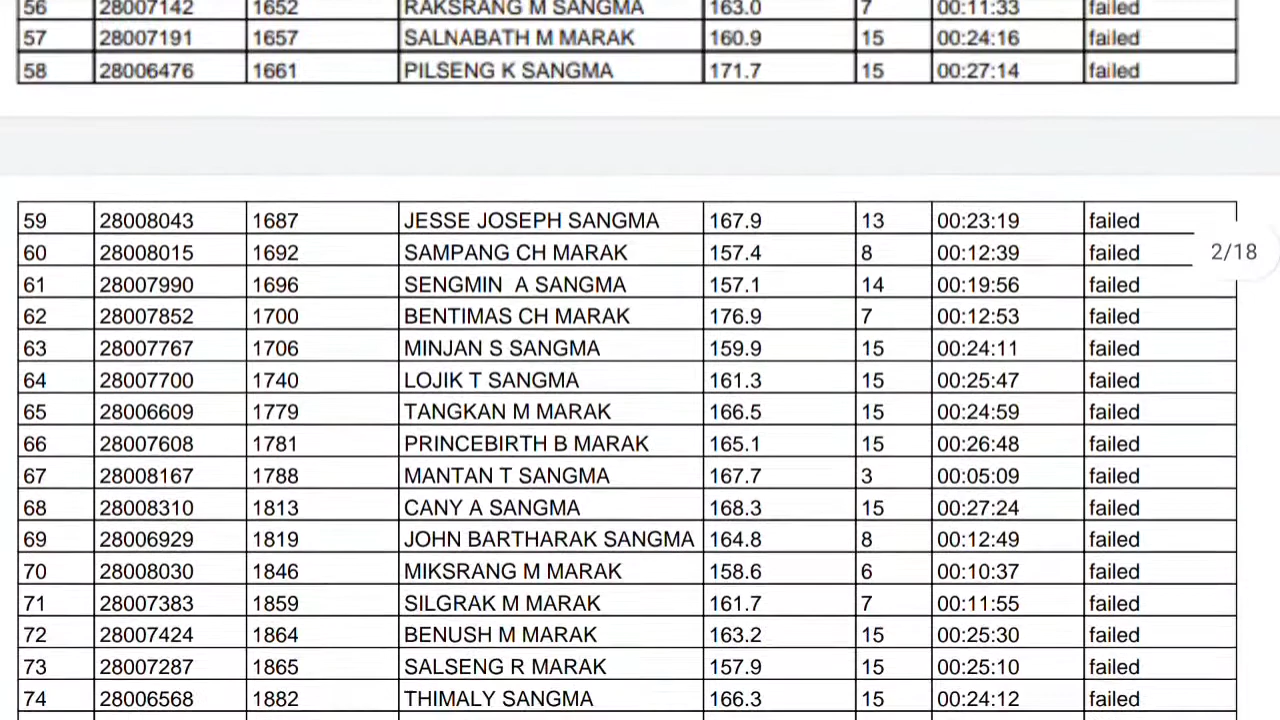 56 28007142 1652 RAKSRANG M SANGMA 163.0 7 00:11:33 failed
57 28007191 1657 SALNABATH M MARAK 160.9 15 00:24:16 failed
58 28006476 1661 PILSENG K SANGMA 171.7 15 00:27:14 failed
59 28008043 1687 JESSE JOSEPH SANGMA 167.9 13 00:23:19 failed
60 28008015 1692 SAMPANG CH MARAK 157.4 8 00:12:39 failed
2/18
61 28007990 1696 SENGMIN A SANGMA 157.1 14 00:19:56 failed
62 28007852 1700 BENTIMAS CH MARAK 176.9 7 00:12:53 failed
63 28007767 1706 MINJAN S SANGMA 159.9 15 00:24:11 failed
64 28007700 1740 LOJIK T SANGMA 161.3 15 00:25:47 failed
65 28006609 1779 TANGKAN M MARAK 166.5 15 00:24:59 failed
66 28007608 1781 PRINCEBIRTH B MARAK 165.1 15 00:26:48 failed
67 28008167 1788 MANTAN T SANGMA 167.7 3 00:05:09 failed
68 28008310 1813 CANY A SANGMA 168.3 15 00:27:24 failed
69 28006929 1819 JOHN BARTHARAK SANGMA 164.8 8 00:12:49 failed
70 28008030 1846 MIKSRANG M MARAK 158.6 6 00:10:37 failed
71 28007383 1859 SILGRAK M MARAK 161.7 7 00:11:55 failed
72 28007424 1864 BENUSH M MARAK 163.2 15 00:25:30 failed
73 28007287 1865 SALSENG R MARAK 157.9 15 00:25:10 failed
74 28006568 1882 THIMALY SANGMA 166.3 15 00:24:12 failed